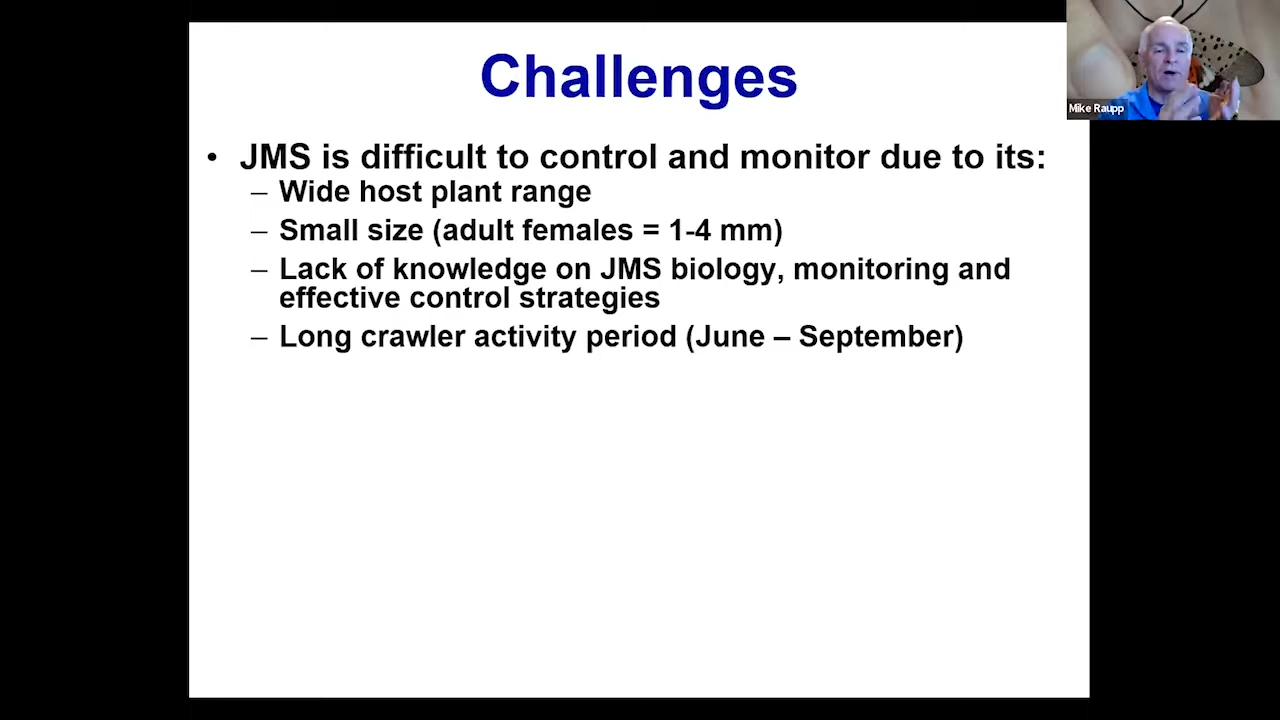 Challenges
Mike Raupp
• JMS is difficult to control and monitor due to its:
– Wide host plant range
– Small size (adult females = 1-4 mm)
– Lack of knowledge on JMS biology, monitoring and
effective control strategies
– Long crawler activity period (June – September)